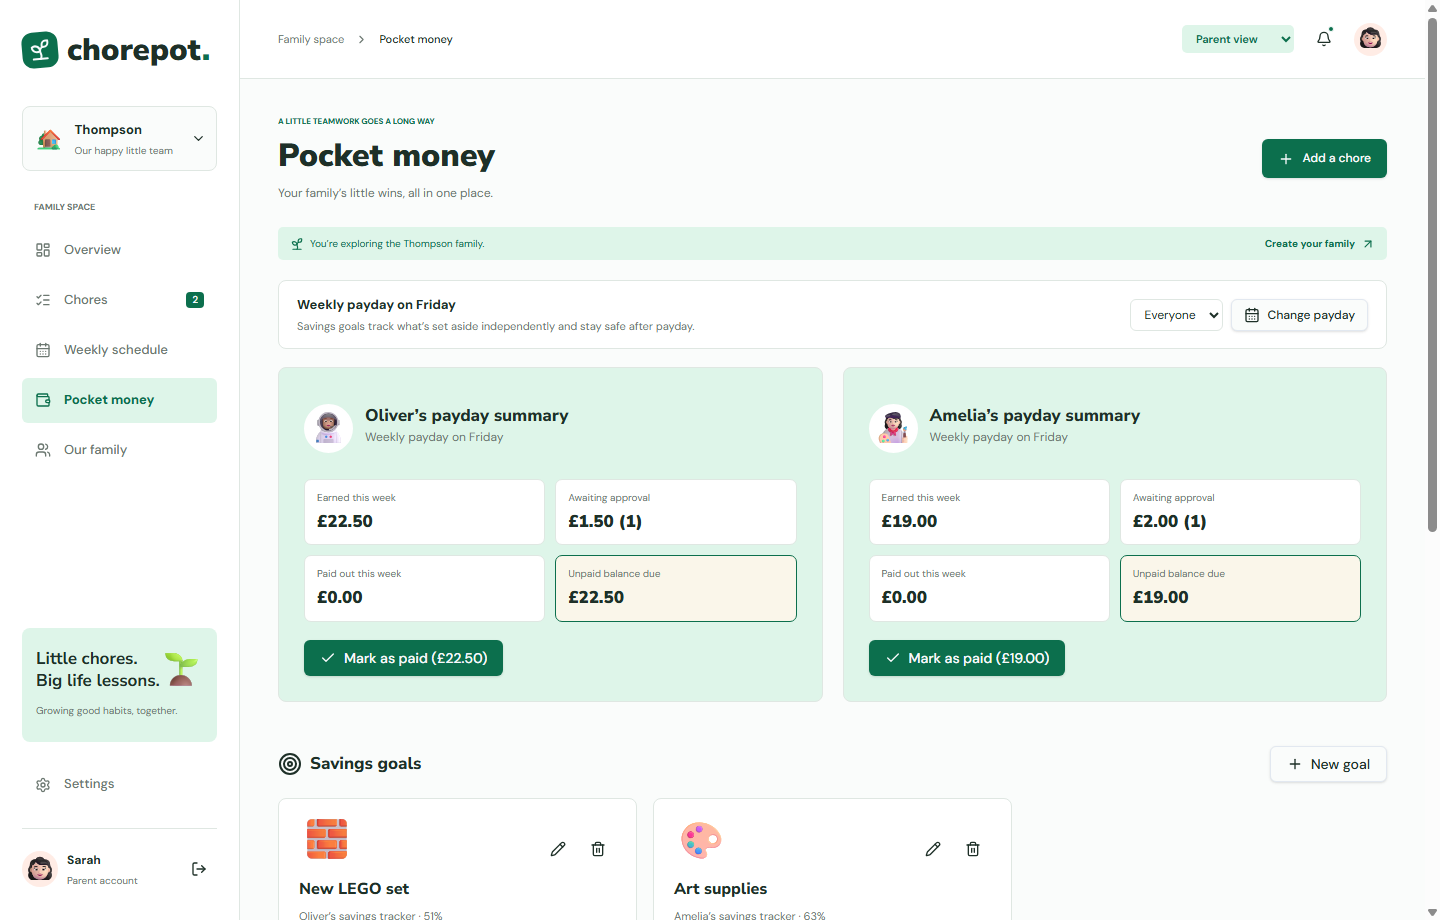 chorepot.
Thompson
Our happy little team
FAMILY SPACE
Overview
Chores
2
Weekly schedule
Pocket money
Our family
Little chores.
Big life lessons.
Growing good habits, together.
Settings
Sarah
Parent account
Family space
Pocket money
Parent view
A LITTLE TEAMWORK GOES A LONG WAY
Pocket money
Your family's little wins, all in one place.
Add a chore
You're exploring the Thompson family.
Create your family
Weekly payday on Friday
Savings goals track what's set aside independently and stay safe after payday.
Everyone
Change payday
Oliver's payday summary
Weekly payday on Friday
Earned this week
£22.50
Awaiting approval
£1.50 (1)
Paid out this week
£0.00
Unpaid balance due
£22.50
Mark as paid (£22.50)
Amelia's payday summary
Weekly payday on Friday
Earned this week
£19.00
Awaiting approval
£2.00 (1)
Paid out this week
£0.00
Unpaid balance due
£19.00
Mark as paid (£19.00)
Savings goals
New goal
New LEGO set
Oliver's savings tracker · 51%
Art supplies
Amelia's savings tracker · 63%